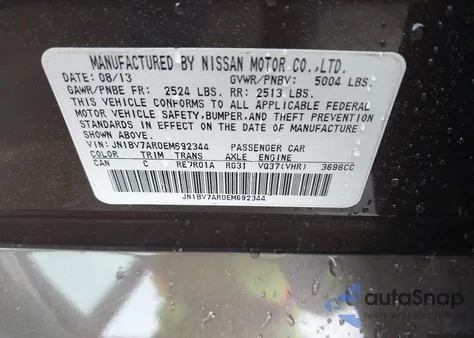 MANUFACTURED BY NISSAN MOTOR CO.,LTD.
DATE: 08/13 GVWR/PNBV: 5004 LBS.
GAWR/PNBE FR: 2524 LBS. RR: 2513 LBS.
THIS VEHICLE CONFORMS TO ALL APPLICABLE FEDERAL
MOTOR VEHICLE SAFETY,BUMPER,AND THEFT PREVENTION
STANDARDS IN EFFECT ON THE DATE OF MANUFACTURE
SHOWN ABOVE.
VIN: JN1BV7AR0EM692344 PASSENGER CAR
COLOR TRIM TRANS AXLE ENGINE
CAN C RE7R01A RG31 VQ37(VHR) 3696CC
JN1BV7AR0EM692344
autoSnap